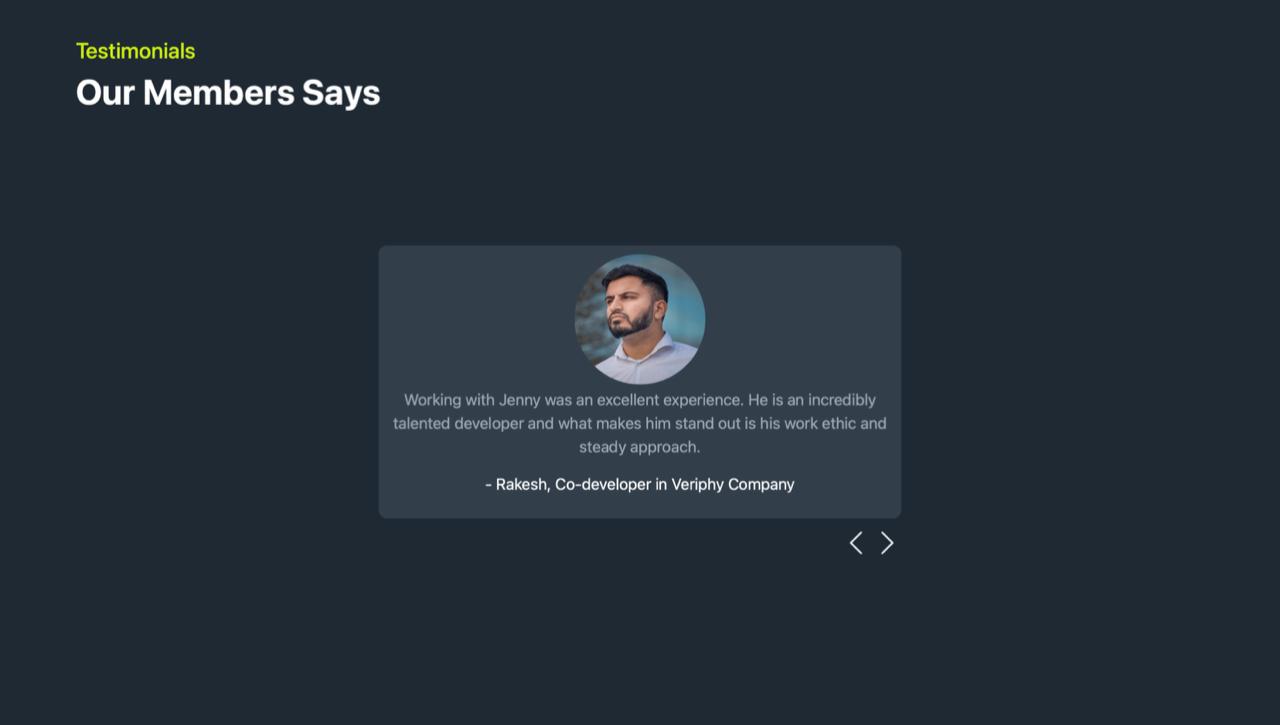 Testimonials
Our Members Says
Working with Jenny was an excellent experience. He is an incredibly
talented developer and what makes him stand out is his work ethic and
steady approach.
- Rakesh, Co-developer in Veriphy Company